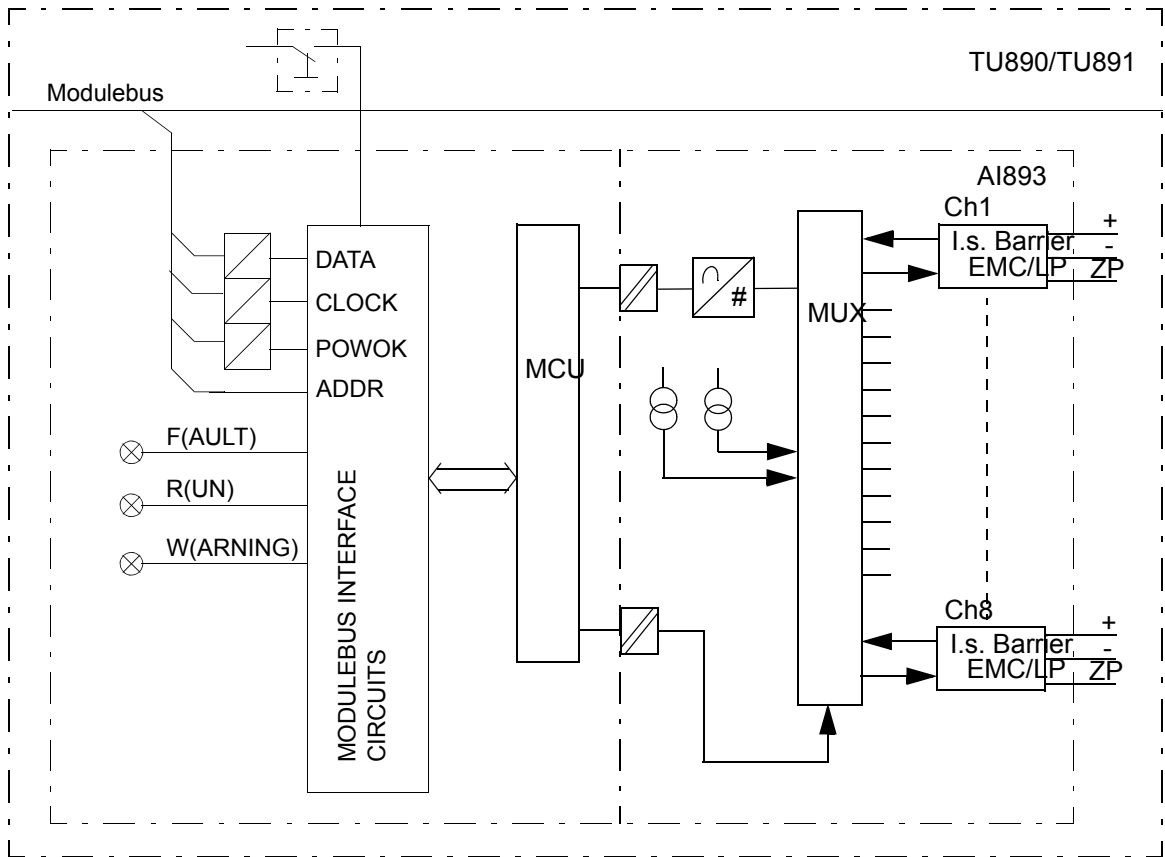 TU890/TU891
Modulebus
AI893
Ch1
+
-
ZP
I.s. Barrier
EMC/LP
DATA
CLOCK
POWOK
ADDR
#
MUX
MCU
F(AULT)
R(UN)
W(ARNING)
MODULEBUS INTERFACE
CIRCUITS
Ch8
+
-
ZP
I.s. Barrier
EMC/LP